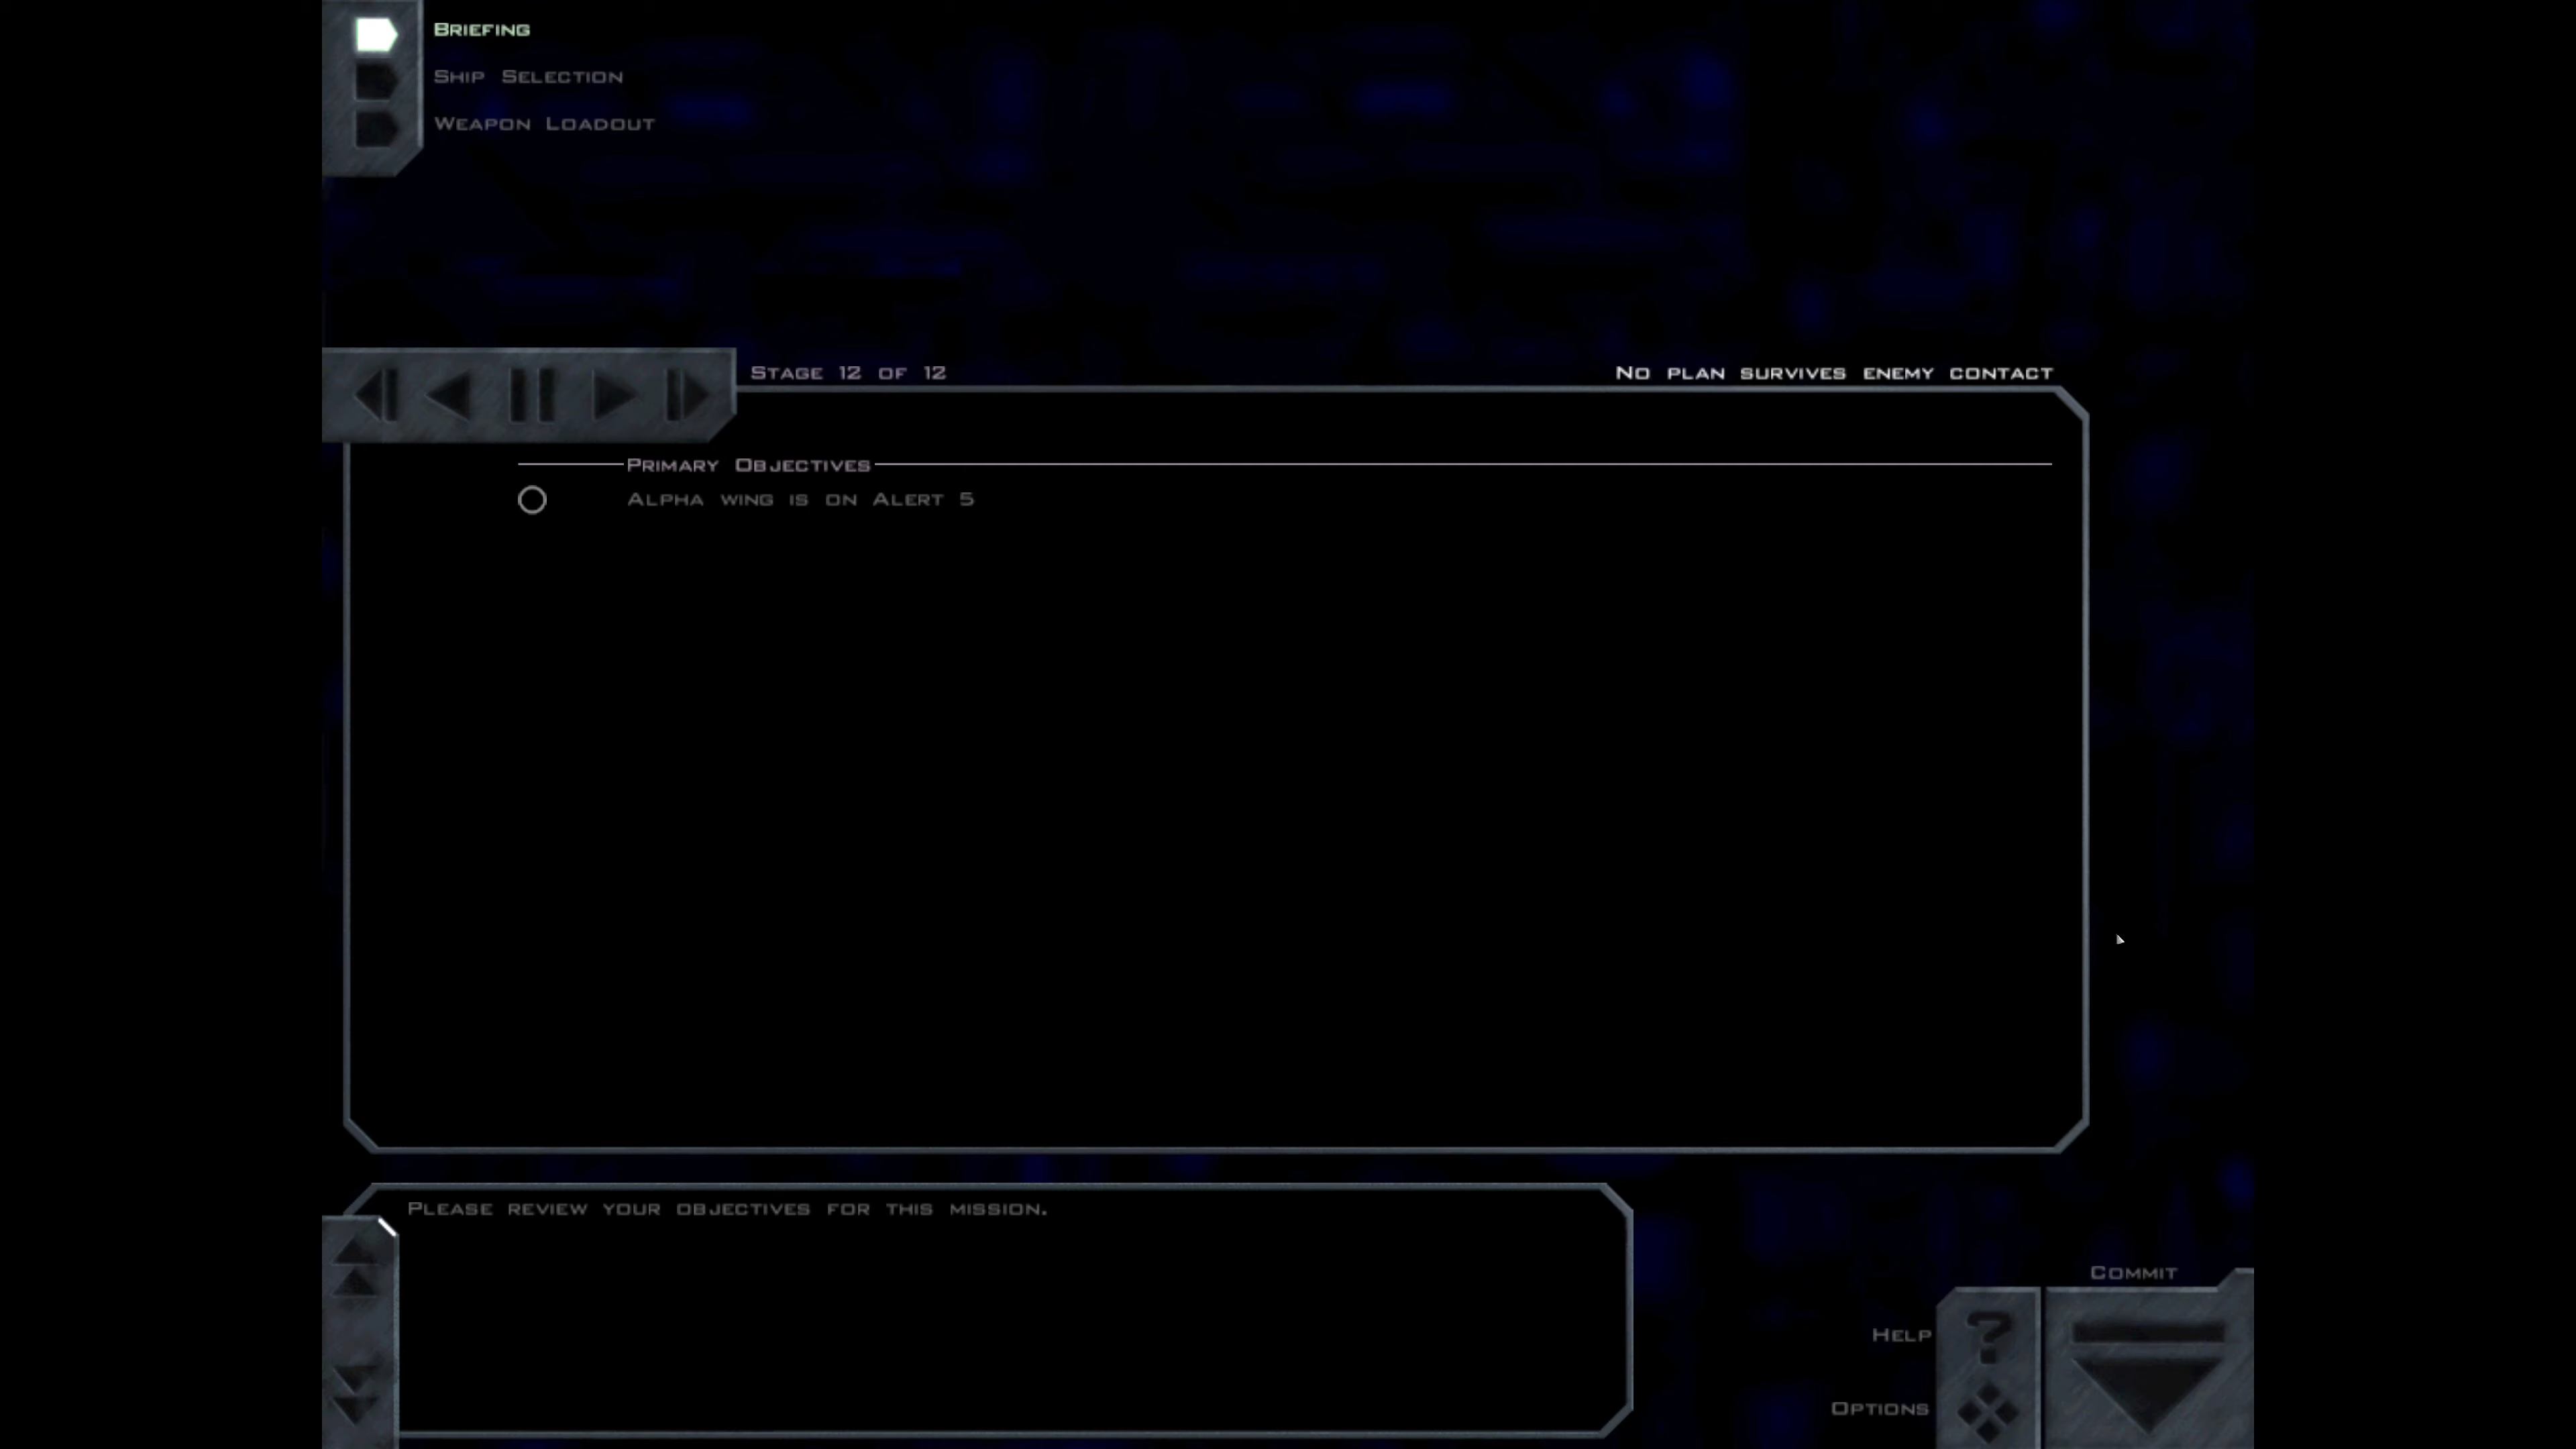 Briefing
Ship Selection
Weapon Loadout
Stage 12 of 12
No plan survives enemy contact
Primary Objectives
Alpha wing is on Alert 5
Please review your objectives for this mission.
Commit
Help
?
Options